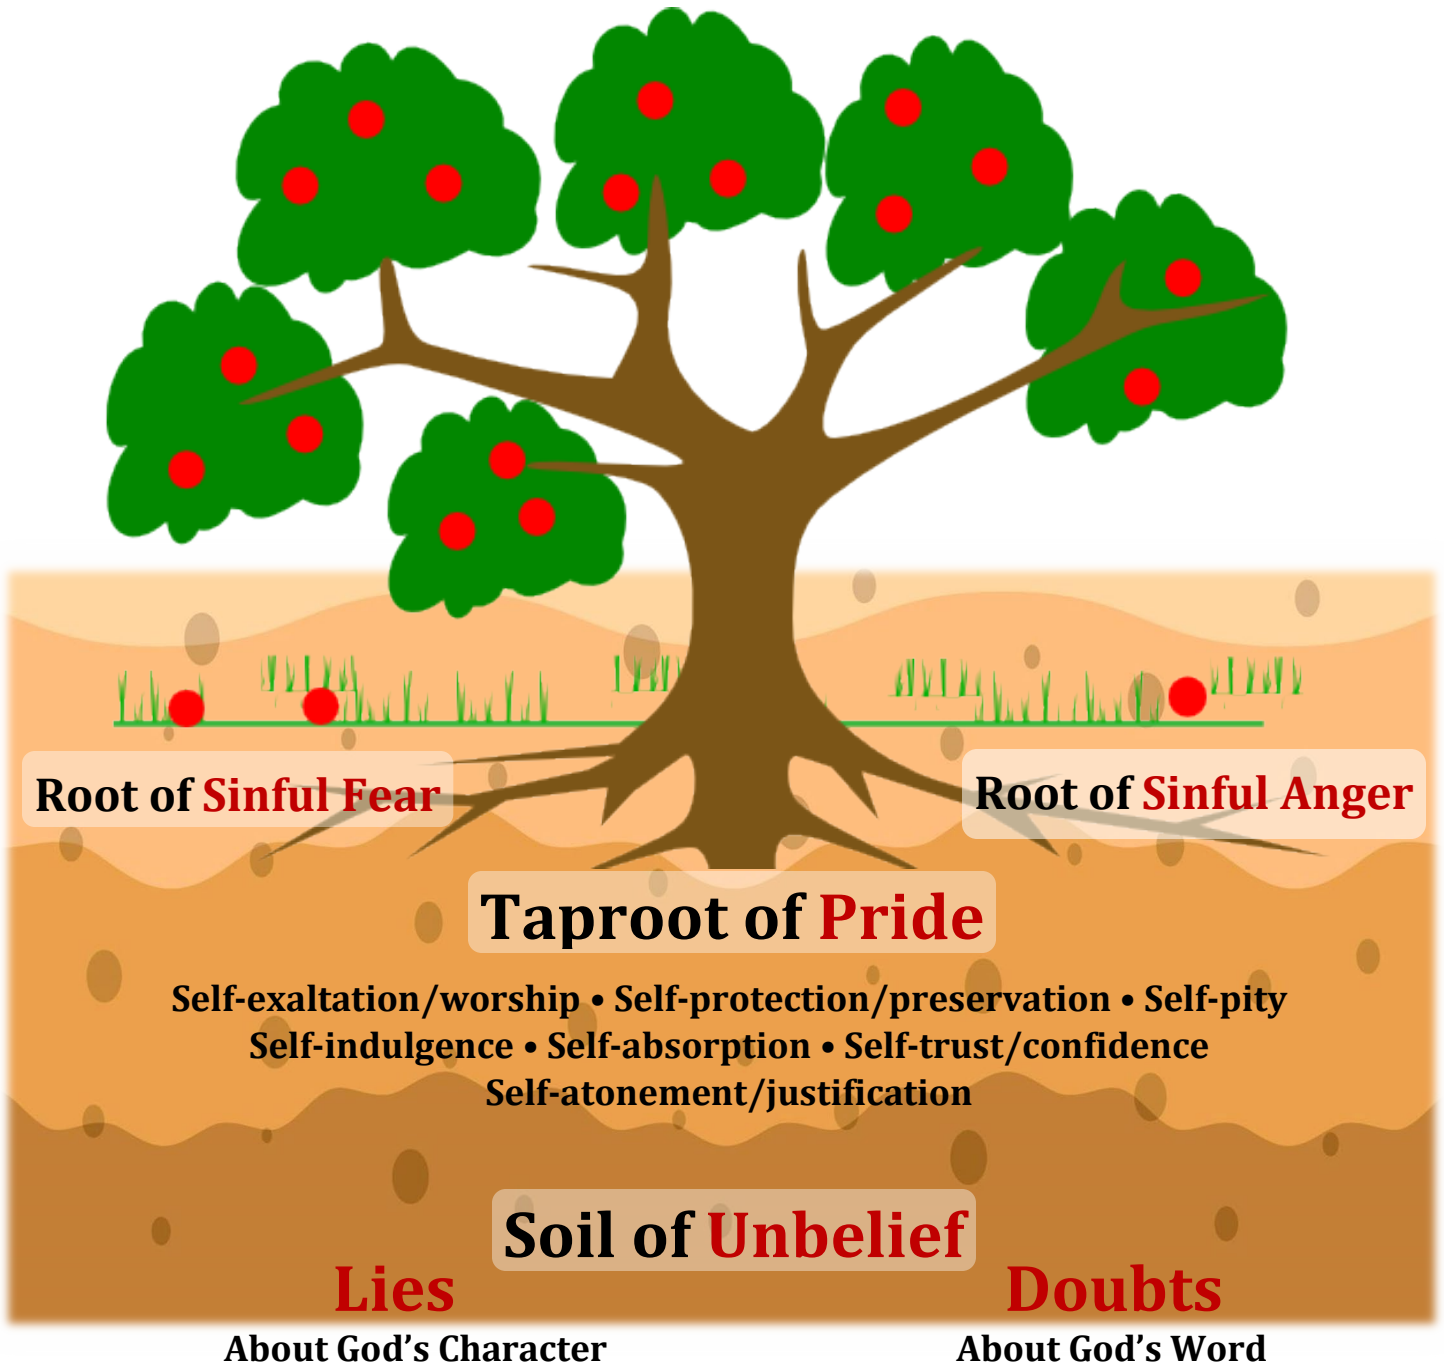 Root of Sinful Fear
Root of Sinful Anger
Taproot of Pride
Self-exaltation/worship • Self-protection/preservation • Self-pity
Self-indulgence • Self-absorption • Self-trust/confidence
Self-atonement/justification
Soil of Unbelief
Lies
About God’s Character
Doubts
About God’s Word